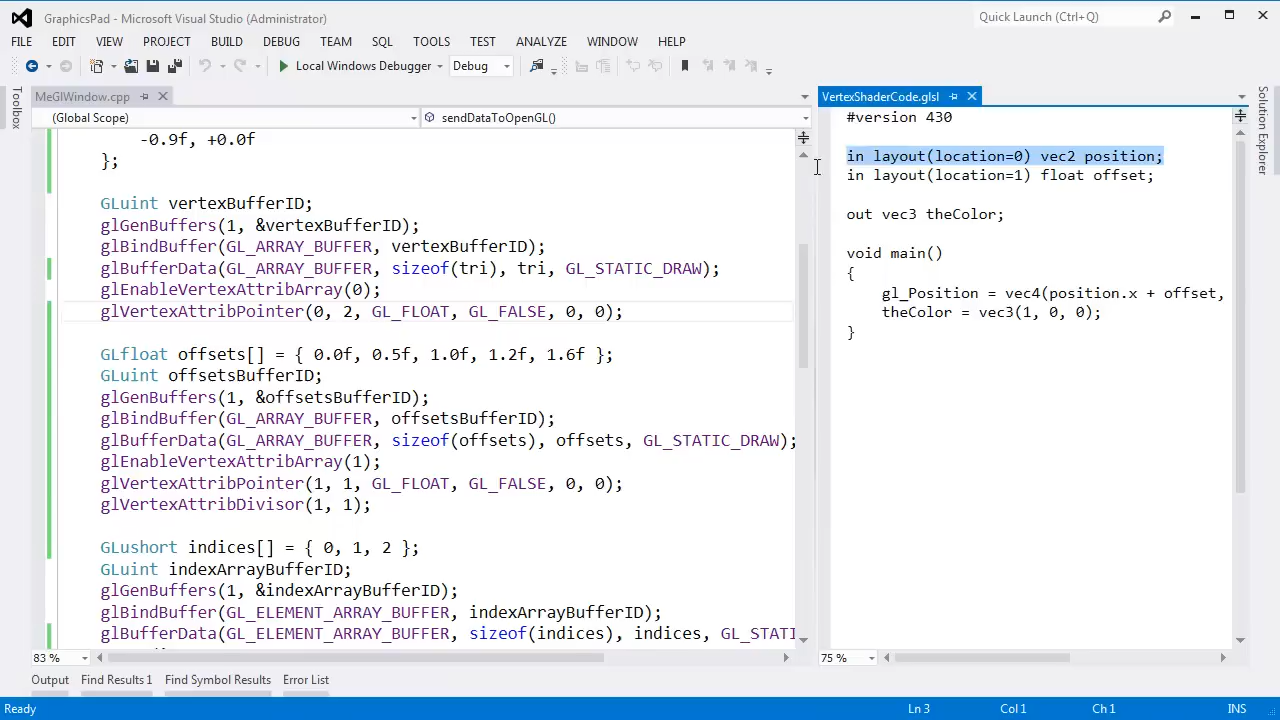 GraphicsPad - Microsoft Visual Studio (Administrator)
Quick Launch (Ctrl+Q)
FILE EDIT VIEW PROJECT BUILD DEBUG TEAM SQL TOOLS TEST ANALYZE WINDOW HELP
Local Windows Debugger Debug
Toolbox
MeGlWindow.cpp
(Global Scope) sendDataToOpenGL()
-0.9f, +0.0f
};
GLuint vertexBufferID;
glGenBuffers(1, &vertexBufferID);
glBindBuffer(GL_ARRAY_BUFFER, vertexBufferID);
glBufferData(GL_ARRAY_BUFFER, sizeof(tri), tri, GL_STATIC_DRAW);
glEnableVertexAttribArray(0);
glVertexAttribPointer(0, 2, GL_FLOAT, GL_FALSE, 0, 0);
GLfloat offsets[] = { 0.0f, 0.5f, 1.0f, 1.2f, 1.6f };
GLuint offsetsBufferID;
glGenBuffers(1, &offsetsBufferID);
glBindBuffer(GL_ARRAY_BUFFER, offsetsBufferID);
glBufferData(GL_ARRAY_BUFFER, sizeof(offsets), offsets, GL_STATIC_DRAW);
glEnableVertexAttribArray(1);
glVertexAttribPointer(1, 1, GL_FLOAT, GL_FALSE, 0, 0);
glVertexAttribDivisor(1, 1);
GLushort indices[] = { 0, 1, 2 };
GLuint indexArrayBufferID;
glGenBuffers(1, &indexArrayBufferID);
glBindBuffer(GL_ELEMENT_ARRAY_BUFFER, indexArrayBufferID);
glBufferData(GL_ELEMENT_ARRAY_BUFFER, sizeof(indices), indices, GL_STATI
83 %
VertexShaderCode.glsl
#version 430
in layout(location=0) vec2 position;
in layout(location=1) float offset;
out vec3 theColor;
void main()
{
gl_Position = vec4(position.x + offset,
theColor = vec3(1, 0, 0);
}
75 %
Solution Explorer
Output Find Results 1 Find Symbol Results Error List
Ready Ln 3 Col 1 Ch 1 INS